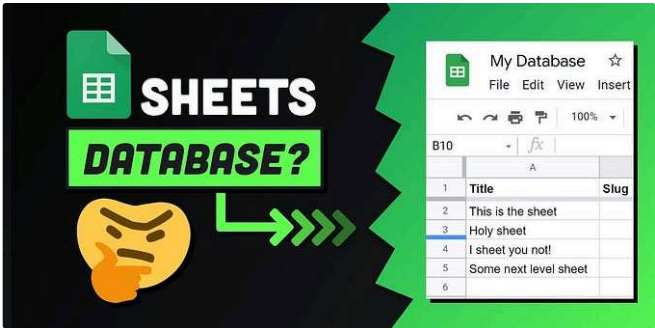 SHEETS
DATABASE?
My Database
File Edit View Insert
100%
B10 fx
A
1 Title Slug
2 This is the sheet
3 Holy sheet
4 I sheet you not!
5 Some next level sheet
6